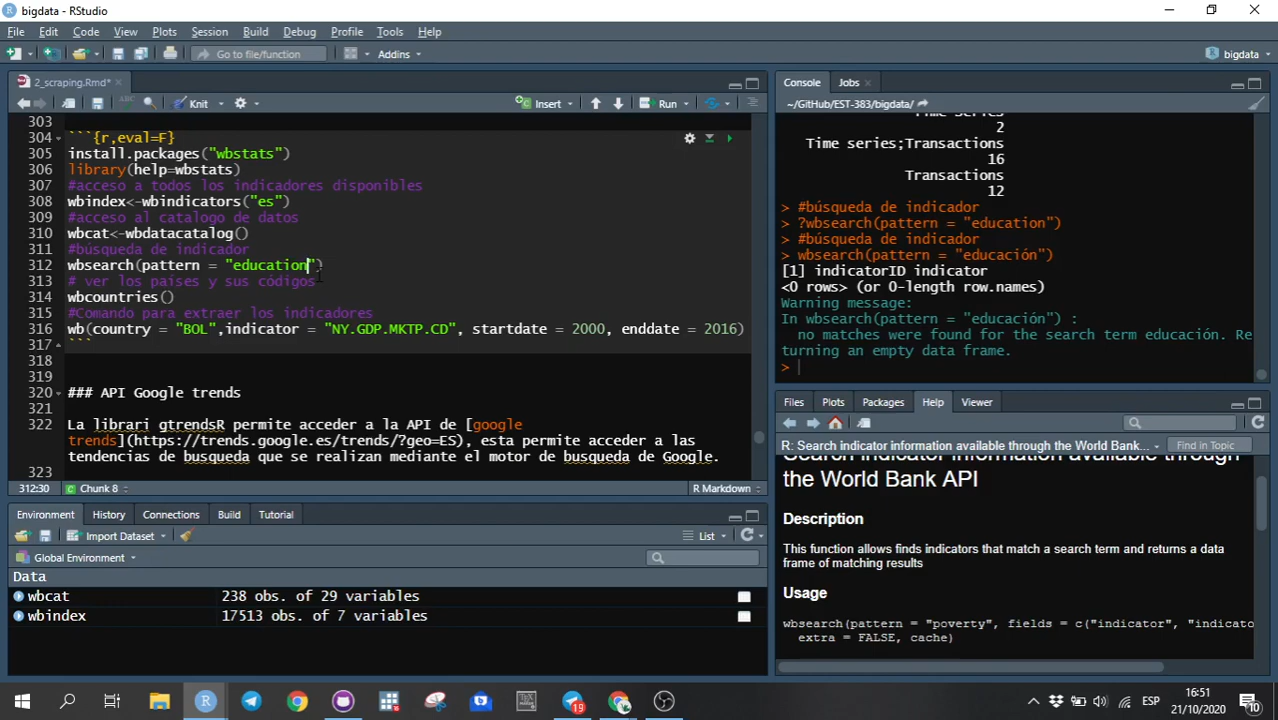 bigdata - RStudio
File Edit Code View Plots Session Build Debug Profile Tools Help
Go to file/function Addins bigdata
2_scraping.Rmd*
Knit Insert Run
303
304 ```{r,eval=F}
305 install.packages("wbstats")
306 library(help=wbstats)
307 #acceso a todos los indicadores disponibles
308 wbindex<-wbindicators("es")
309 #acceso al catalogo de datos
310 wbcat<-wbdatacatalog()
311 #búsqueda de indicador
312 wbsearch(pattern = "education")
313 # ver los paises y sus códigos
314 wbcountries()
315 #Comando para extraer los indicadores
316 wb(country = "BOL",indicator = "NY.GDP.MKTP.CD", startdate = 2000, enddate = 2016)
317 ```
318
319
320 ### API Google trends
321
322 La librari gtrendsR permite acceder a la API de [google
trends](https://trends.google.es/trends/?geo=ES), esta permite acceder a las
tendencias de busqueda que se realizan mediante el motor de busqueda de Google.
323
312:30 Chunk 8 R Markdown
Environment History Connections Build Tutorial
Import Dataset List
Global Environment
Data
wbcat 238 obs. of 29 variables
wbindex 17513 obs. of 7 variables
Console Jobs
~/GitHub/EST-383/bigdata/
Time series
2
Time series;Transactions
16
Transactions
12
> #búsqueda de indicador
> ?wbsearch(pattern = "education")
> #búsqueda de indicador
> wbsearch(pattern = "educación")
[1] indicatorID indicator
<0 rows> (or 0-length row.names)
Warning message:
In wbsearch(pattern = "educación") :
no matches were found for the search term educación. Re
turning an empty data frame.
>
Files Plots Packages Help Viewer
R: Search indicator information available through the World Bank... Find in Topic
Search indicator information available through
the World Bank API
Description
This function allows finds indicators that match a search term and returns a data
frame of matching results
Usage
wbsearch(pattern = "poverty", fields = c("indicator", "indicato
extra = FALSE, cache)
19
ESP
16:51
21/10/2020
10